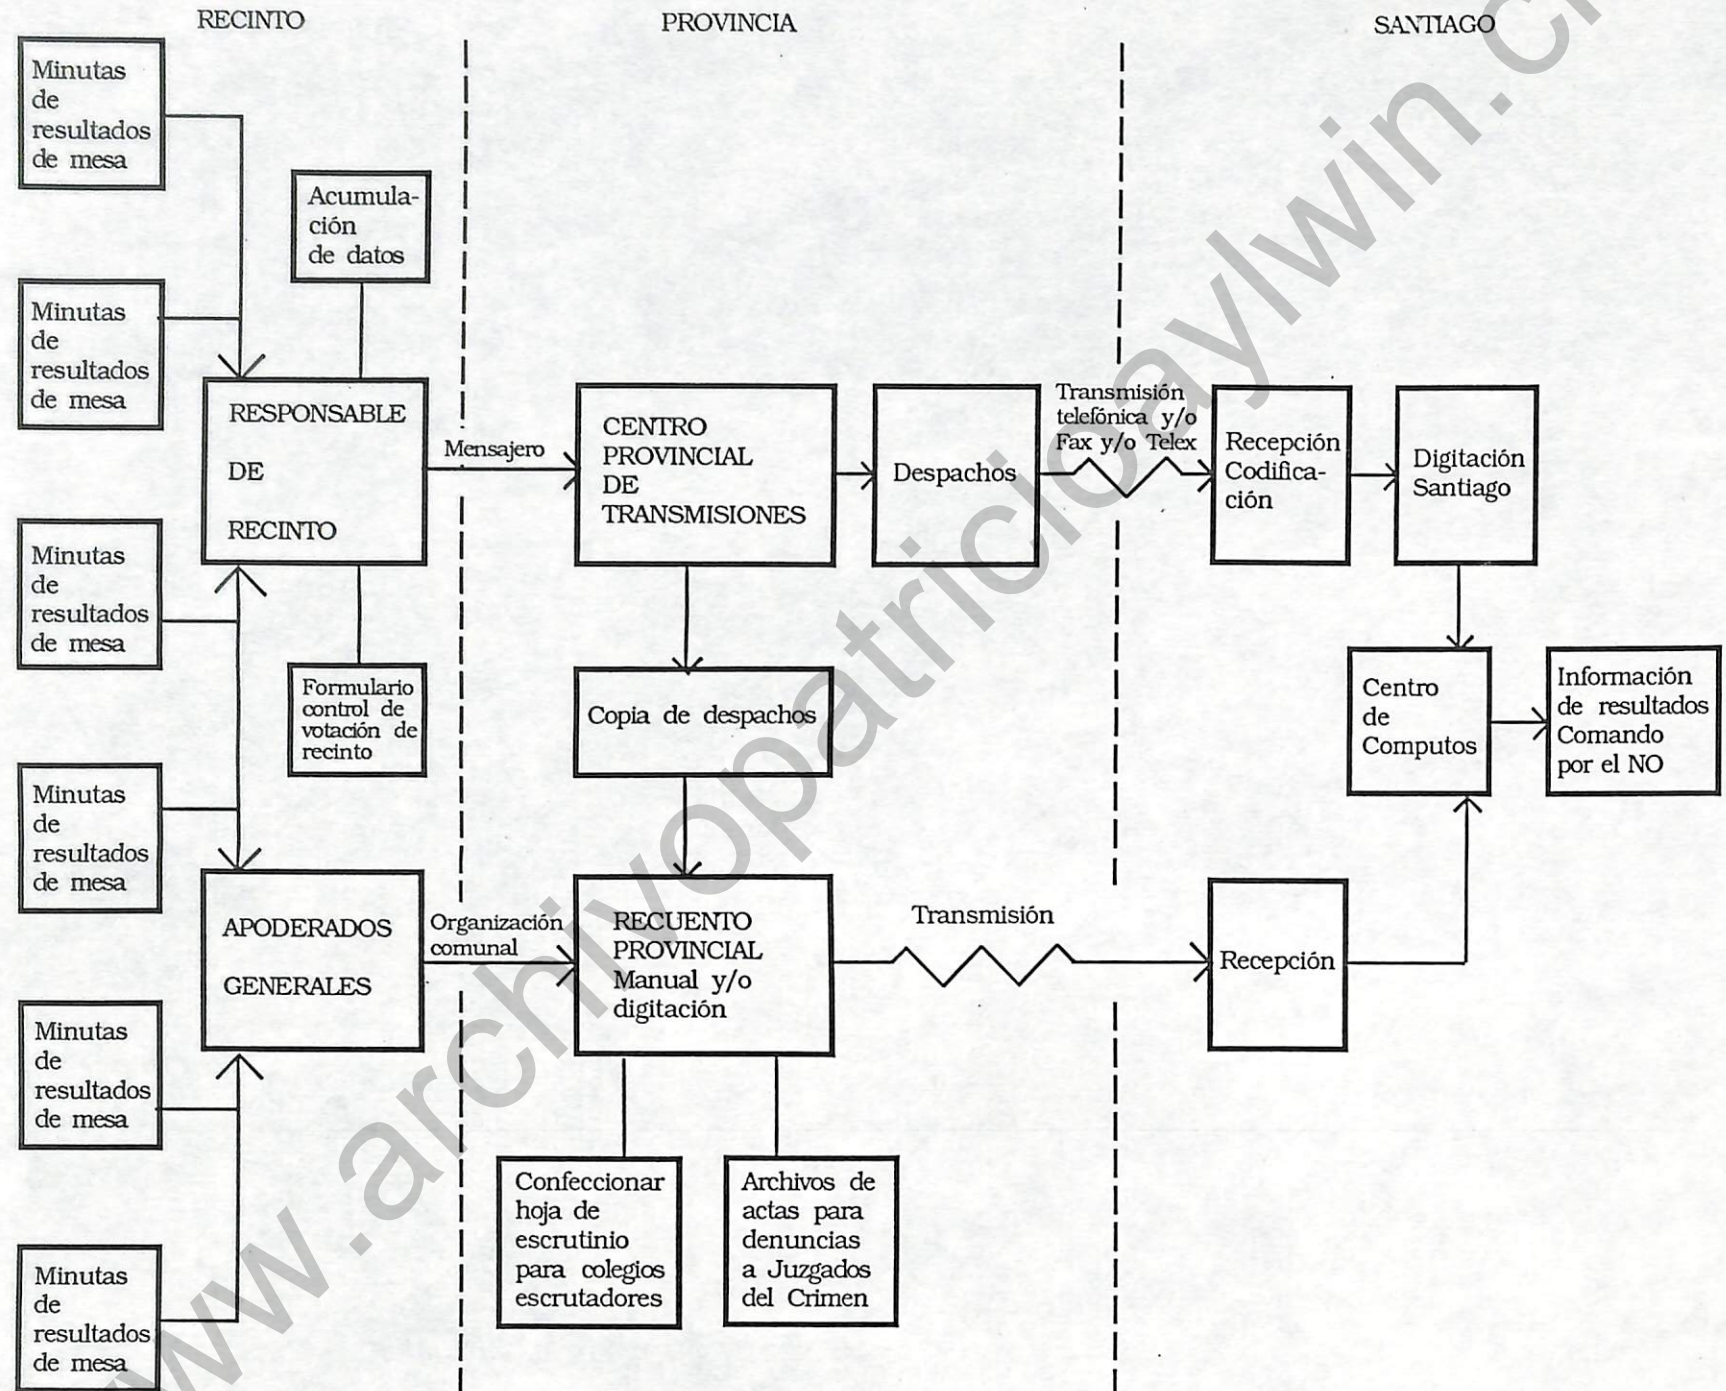 RECINTO
PROVINCIA
SANTIAGO
Minutas
de
resultados
de mesa
Minutas
de
resultados
de mesa
Minutas
de
resultados
de mesa
Minutas
de
resultados
de mesa
Minutas
de
resultados
de mesa
Minutas
de
resultados
de mesa
Acumula-
ción
de datos
RESPONSABLE
DE
RECINTO
Formulario
control de
votación de
recinto
APODERADOS
GENERALES
Mensajero
Organización
comunal
CENTRO
PROVINCIAL
DE
TRANSMISIONES
Despachos
Copia de despachos
RECUENTO
PROVINCIAL
Manual y/o
digitación
Confeccionar
hoja de
escrutinio
para colegios
escrutadores
Archivos de
actas para
denuncias
a Juzgados
del Crimen
Transmisión
telefónica y/o
Fax y/o Telex
Transmisión
Recepción
Codifica-
ción
Digitación
Santiago
Centro
de
Computos
Información
de resultados
Comando
por el NO
Recepción
www.archivopatricioaylwin.cl